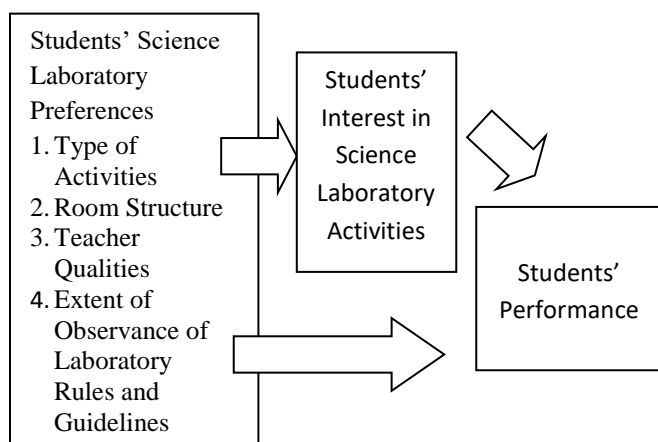 Students’ Science
Laboratory
Preferences
1. Type of
Activities
2. Room Structure
3. Teacher
Qualities
4. Extent of
Observance of
Laboratory
Rules and
Guidelines
Students’
Interest in
Science
Laboratory
Activities
Students’
Performance